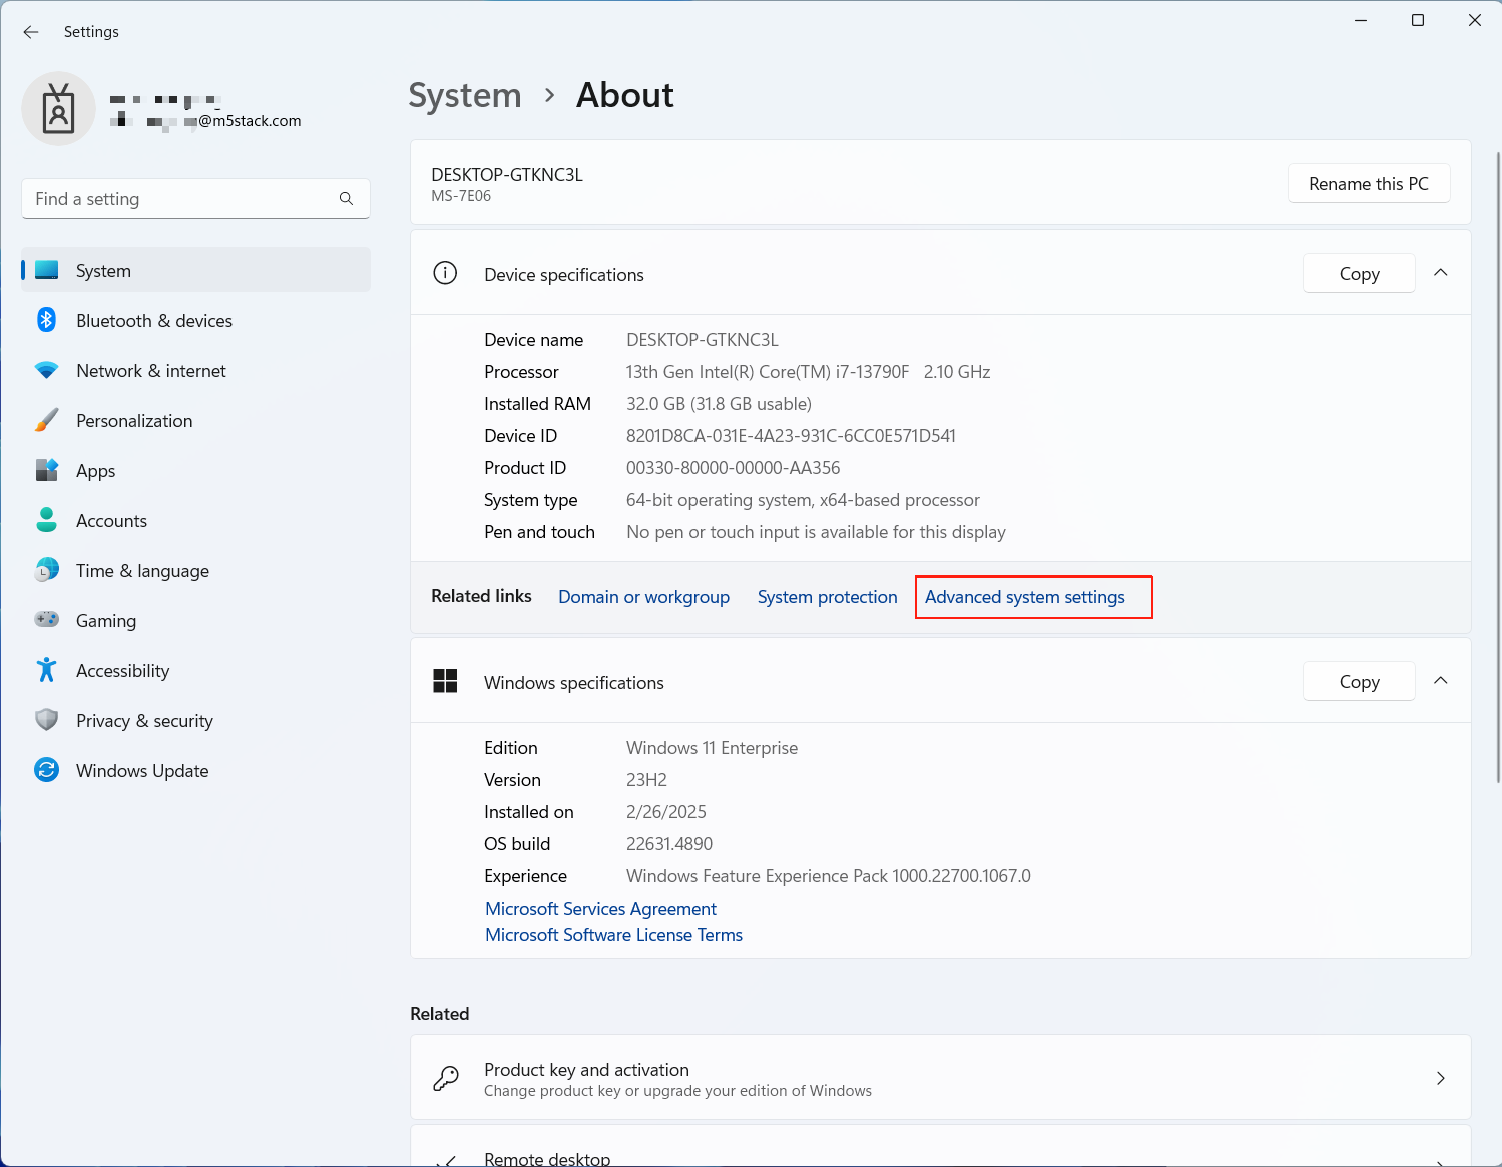 Settings
@m5stack.com
Find a setting
System
Bluetooth & devices
Network & internet
Personalization
Apps
Accounts
Time & language
Gaming
Accessibility
Privacy & security
Windows Update
System > About
DESKTOP-GTKNC3L
MS-7E06
Rename this PC
Device specifications
Copy
Device name DESKTOP-GTKNC3L
Processor 13th Gen Intel(R) Core(TM) i7-13790F 2.10 GHz
Installed RAM 32.0 GB (31.8 GB usable)
Device ID 8201D8CA-031E-4A23-931C-6CC0E571D541
Product ID 00330-80000-00000-AA356
System type 64-bit operating system, x64-based processor
Pen and touch No pen or touch input is available for this display
Related links Domain or workgroup System protection Advanced system settings
Windows specifications
Copy
Edition Windows 11 Enterprise
Version 23H2
Installed on 2/26/2025
OS build 22631.4890
Experience Windows Feature Experience Pack 1000.22700.1067.0
Microsoft Services Agreement
Microsoft Software License Terms
Related
Product key and activation
Change product key or upgrade your edition of Windows
Remote desktop